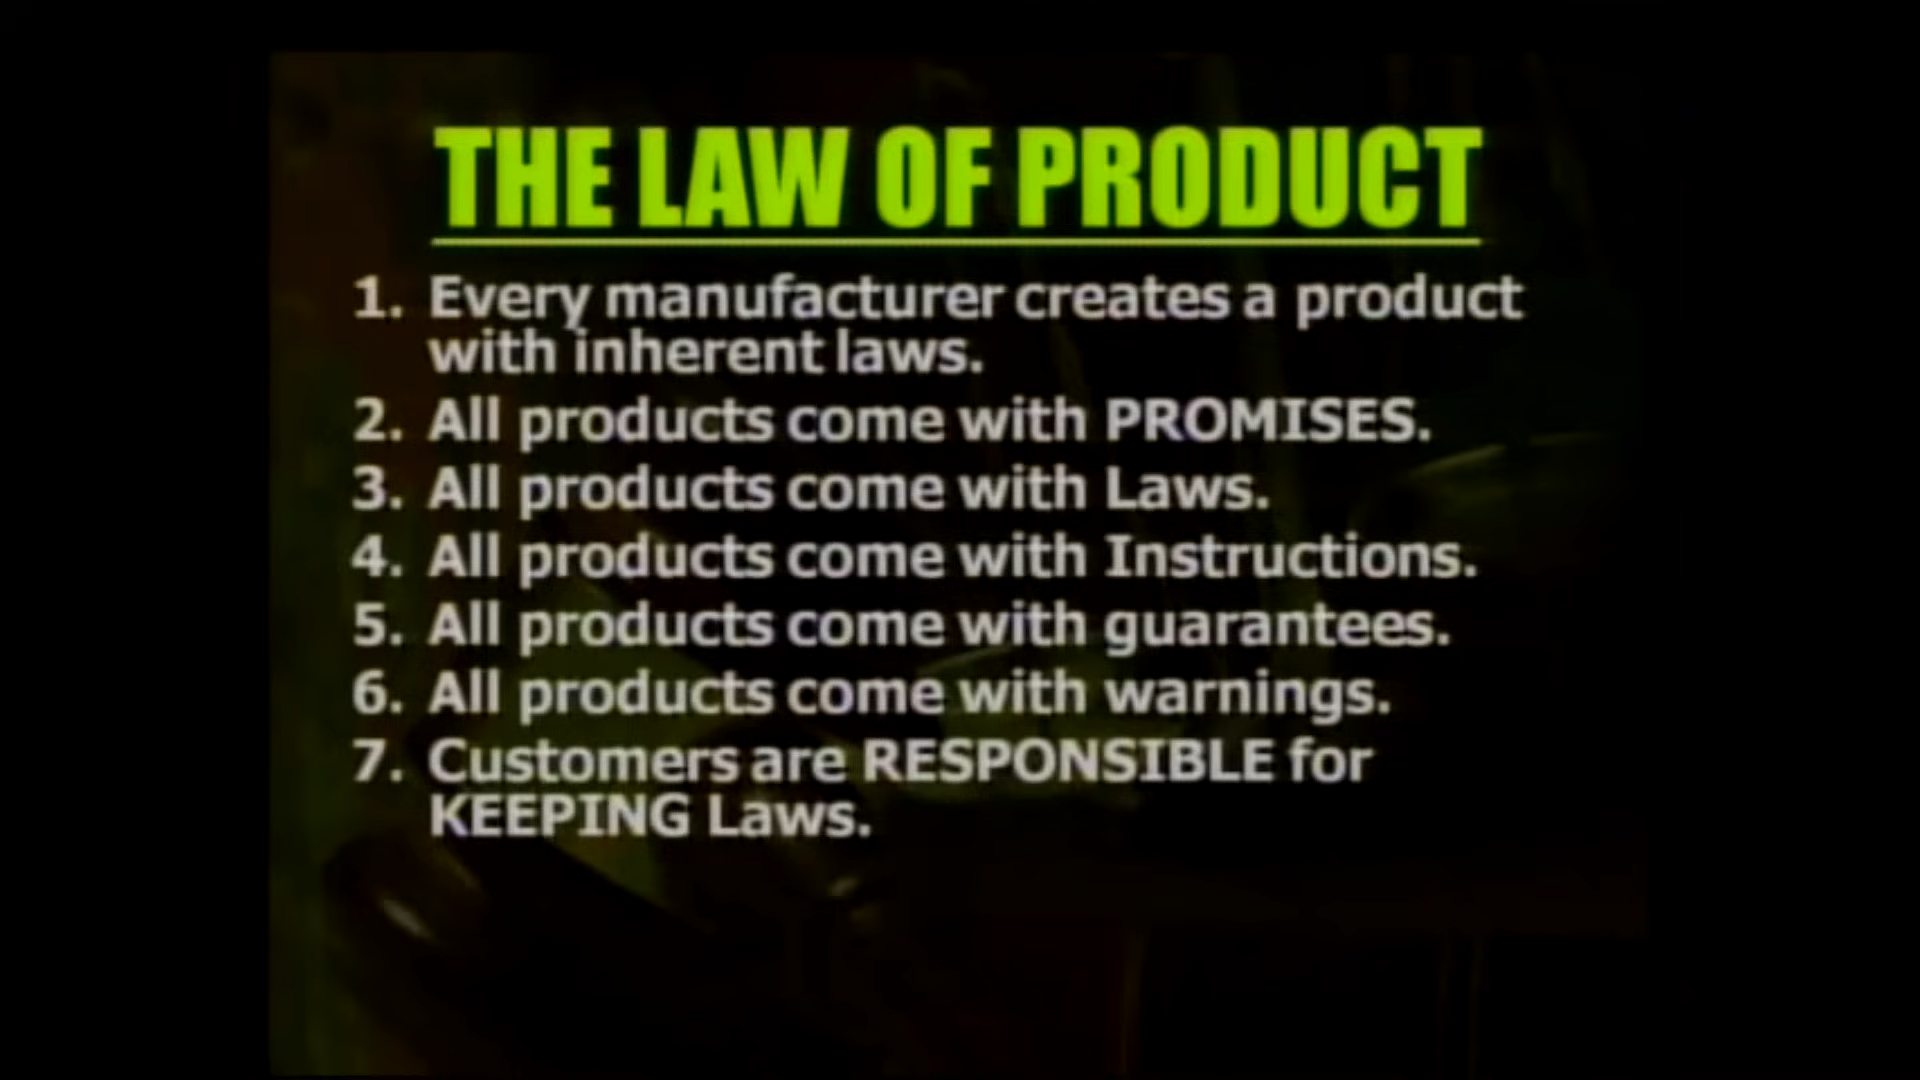 THE LAW OF PRODUCT
1. Every manufacturer creates a product
with inherent laws.
2. All products come with PROMISES.
3. All products come with Laws.
4. All products come with Instructions.
5. All products come with guarantees.
6. All products come with warnings.
7. Customers are RESPONSIBLE for
KEEPING Laws.